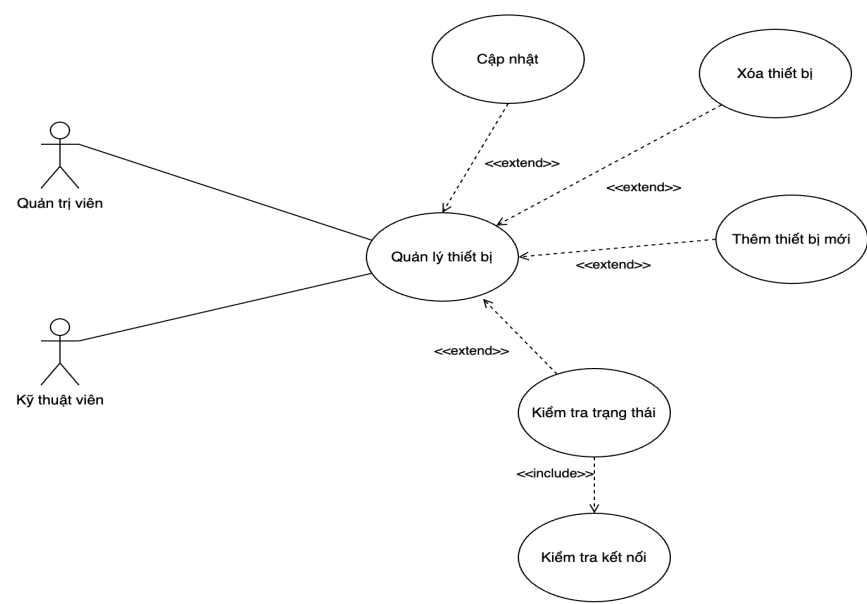 Cập nhật
Xóa thiết bị
<<extend>>
<<extend>>
Quản trị viên
Thêm thiết bị mới
Quản lý thiết bị
<<extend>>
<<extend>>
Kỹ thuật viên
Kiểm tra trạng thái
<<include>>
Kiểm tra kết nối